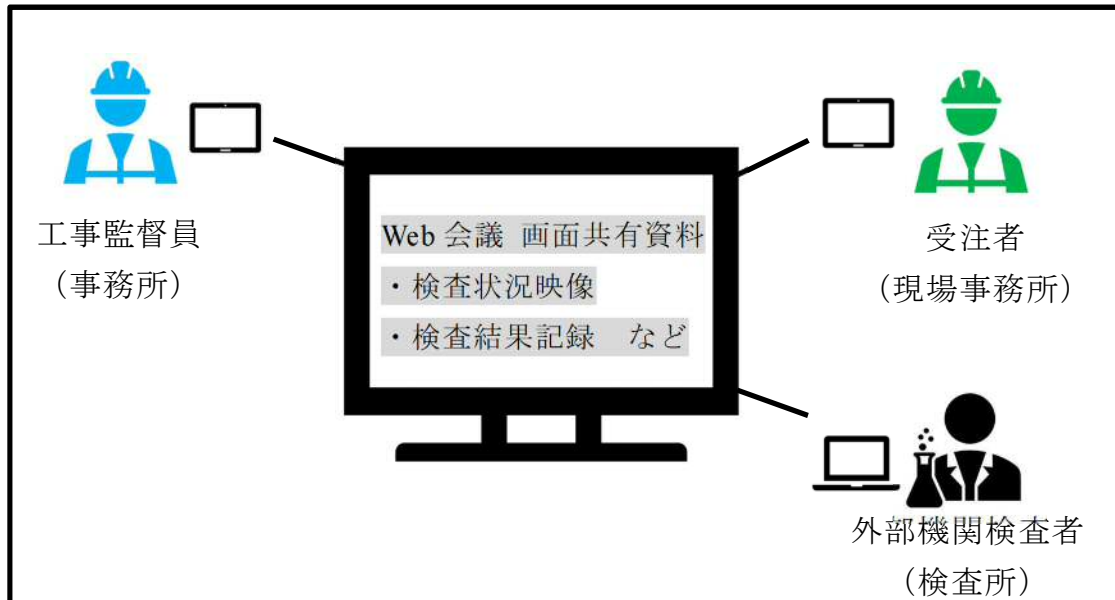 工事監督員
（事務所）
Web 会議 画面共有資料
・検査状況映像
・検査結果記録　など
受注者
（現場事務所）
外部機関検査者
（検査所）